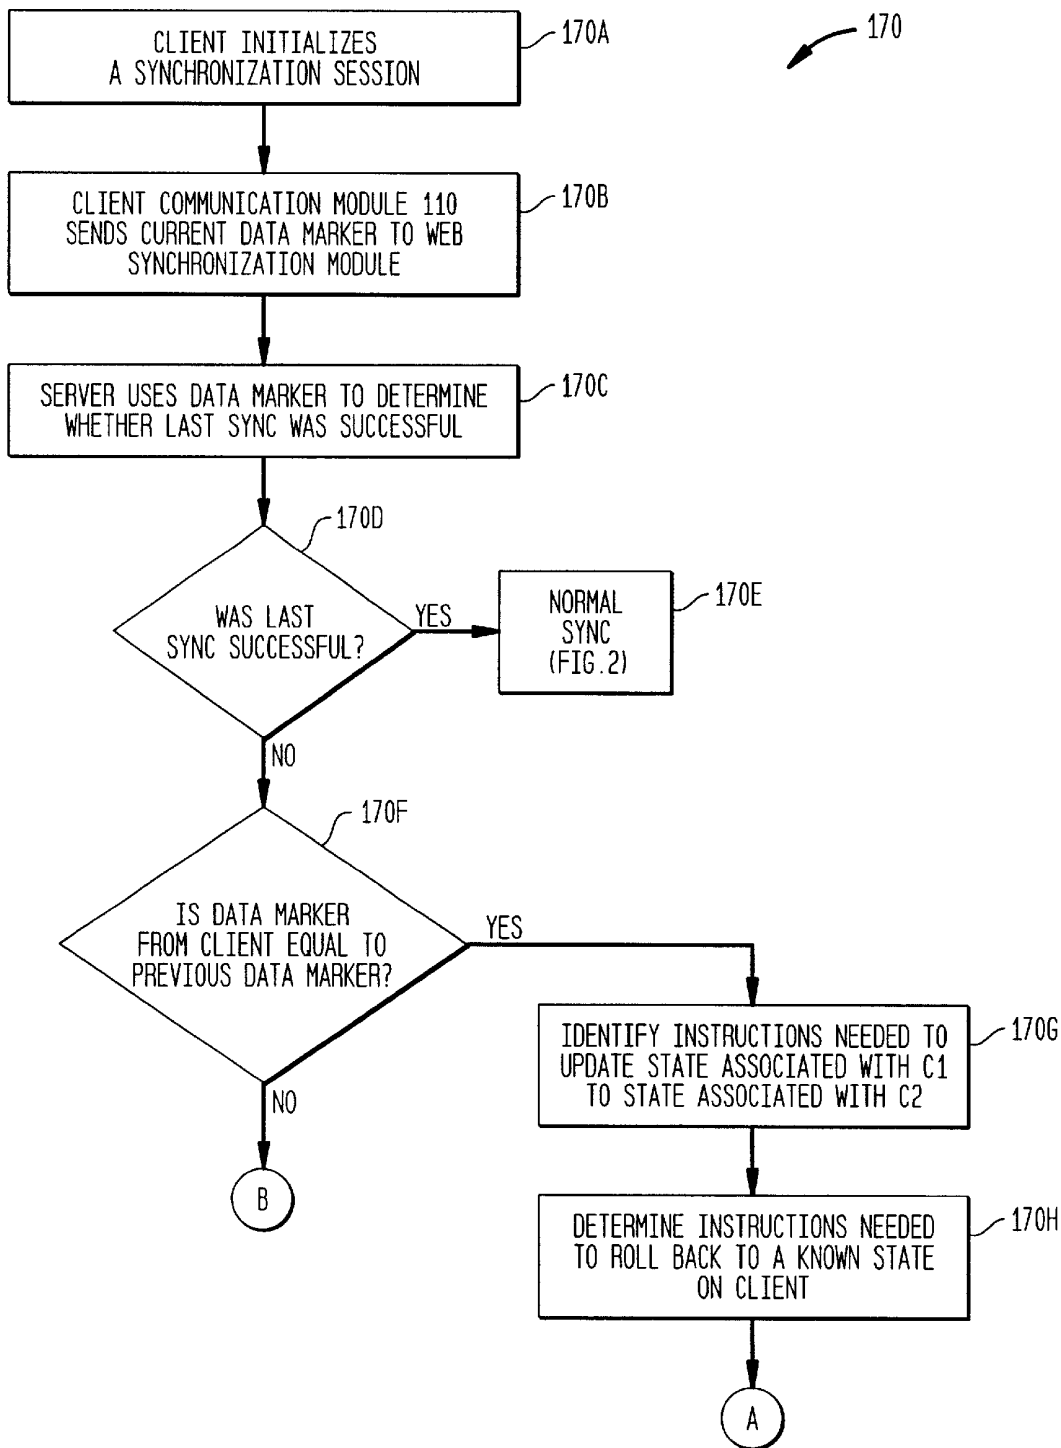 170
CLIENT INITIALIZES
A SYNCHRONIZATION SESSION
170A
CLIENT COMMUNICATION MODULE 110
SENDS CURRENT DATA MARKER TO WEB
SYNCHRONIZATION MODULE
170B
SERVER USES DATA MARKER TO DETERMINE
WHETHER LAST SYNC WAS SUCCESSFUL
170C
170D
WAS LAST
SYNC SUCCESSFUL?
YES
NORMAL
SYNC
(FIG.2)
170E
NO
170F
IS DATA MARKER
FROM CLIENT EQUAL TO
PREVIOUS DATA MARKER?
YES
NO
B
IDENTIFY INSTRUCTIONS NEEDED TO
UPDATE STATE ASSOCIATED WITH C1
TO STATE ASSOCIATED WITH C2
170G
DETERMINE INSTRUCTIONS NEEDED
TO ROLL BACK TO A KNOWN STATE
ON CLIENT
170H
A